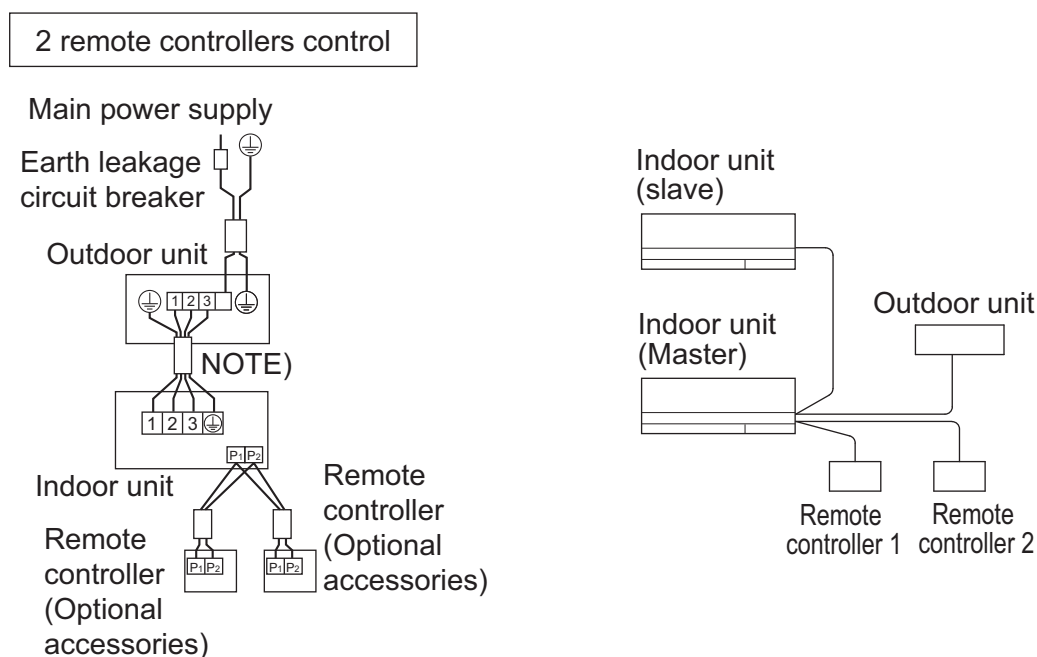 2 remote controllers control
Main power supply
Earth leakage
circuit breaker
Outdoor unit
1 2 3
NOTE)
1 2 3
P1 P2
Indoor unit
Remote
controller
(Optional
accessories)
P1 P2
Remote
controller
(Optional
accessories)
P1 P2
Indoor unit
(slave)
Indoor unit
(Master)
Outdoor unit
Remote
controller 1
Remote
controller 2